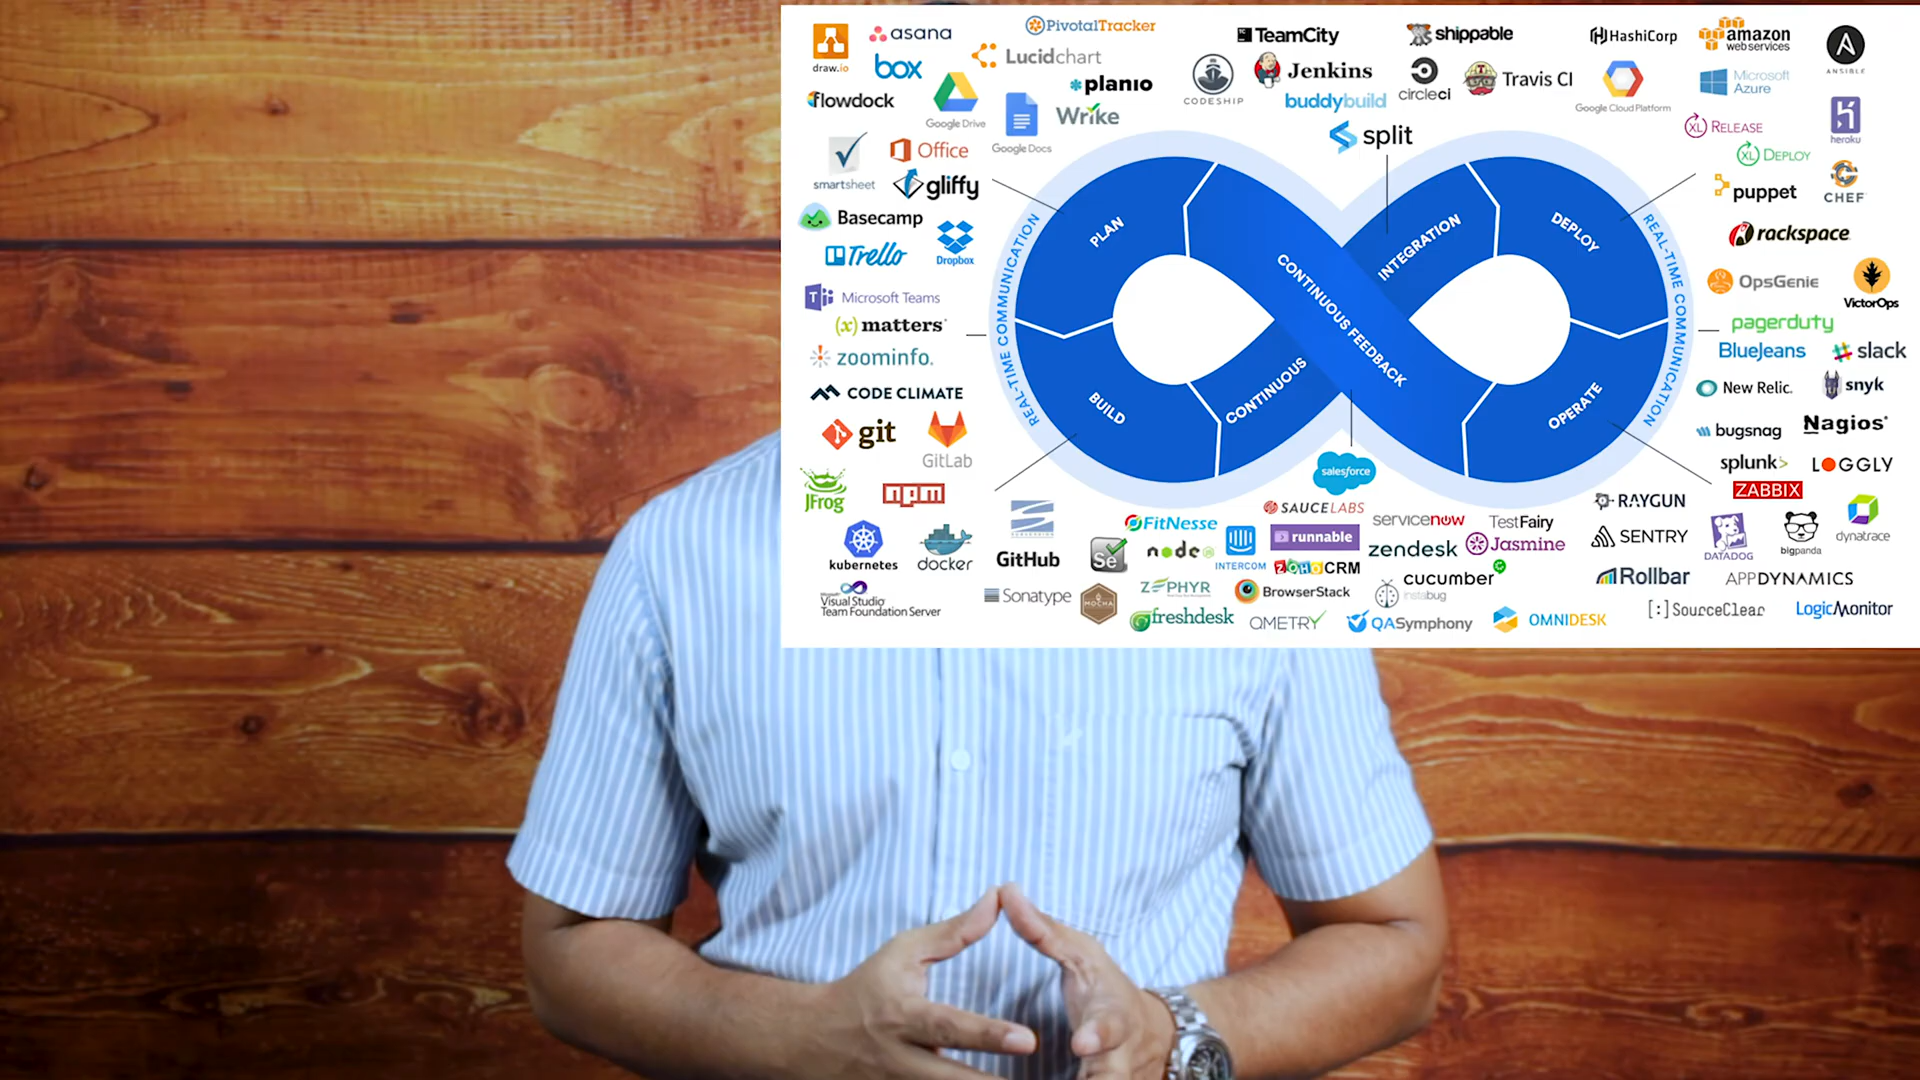 draw.io
asana
PivotalTracker
box
Lucidchart
flowdock
Google Drive
planio
Google Docs
Wrike
smartsheet
Office
gliffy
Basecamp
Trello
Dropbox
TeamCity
shippable
CODESHIP
Jenkins
circleci
Travis CI
buddybuild
split
HashiCorp
amazon
web services
ANSIBLE
Google Cloud Platform
Microsoft
Azure
heroku
XL RELEASE
XL DEPLOY
puppet
CHEF
rackspace
PLAN
BUILD
CONTINUOUS
INTEGRATION
CONTINUOUS FEEDBACK
DEPLOY
OPERATE
REAL-TIME COMMUNICATION
REAL-TIME COMMUNICATION
Microsoft Teams
(x) matters
zoominfo.
OpsGenie
VictorOps
pagerduty
BlueJeans
slack
CODE CLIMATE
git
GitLab
JFrog
npm
kubernetes
docker
SUBVERSION
GitHub
Microsoft
Visual Studio
Team Foundation Server
Sonatype
salesforce
SAUCELABS
FitNesse
servicenow
TestFairy
Se
node
JS
INTERCOM
runnable
zendesk
Jasmine
ZOHO CRM
cucumber
MOCHA
ZEPHYR
BrowserStack
instabug
freshdesk
QMETRY
QASymphony
OMNIDESK
New Relic.
snyk
bugsnag
Nagios
splunk>
LOGGLY
ZABBIX
RAYGUN
SENTRY
DATADOG
bigpanda
dynatrace
Rollbar
APPDYNAMICS
[:] SourceClear
LogicMonitor